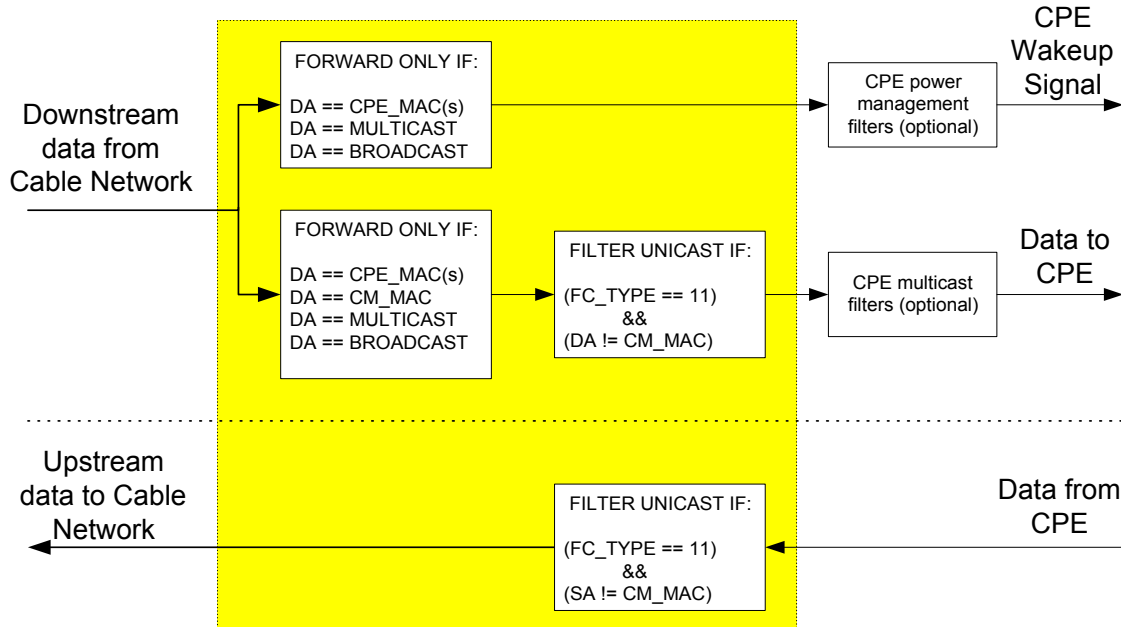 CPE
Wakeup
Signal
FORWARD ONLY IF:
DA == CPE_MAC(s)
DA == MULTICAST
DA == BROADCAST
CPE power
management
filters (optional)
Downstream
data from
Cable Network
FORWARD ONLY IF:
DA == CPE_MAC(s)
DA == CM_MAC
DA == MULTICAST
DA == BROADCAST
FILTER UNICAST IF:
(FC_TYPE == 11)
&&
(DA != CM_MAC)
CPE multicast
filters (optional)
Data to
CPE
Upstream
data to Cable
Network
FILTER UNICAST IF:
(FC_TYPE == 11)
&&
(SA != CM_MAC)
Data from
CPE